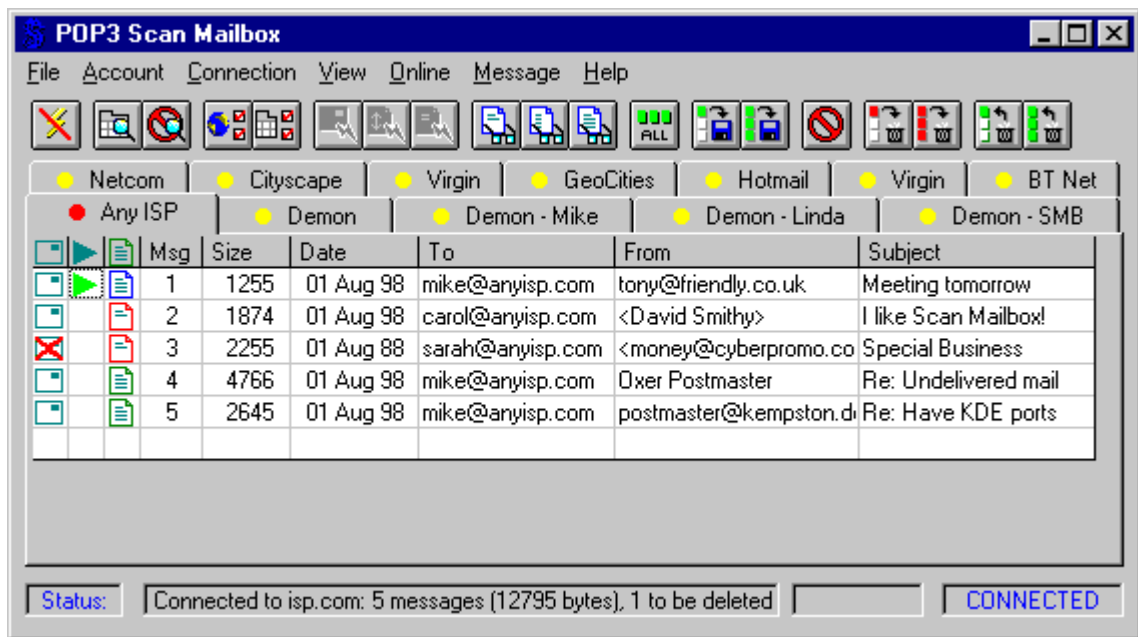 POP3 Scan Mailbox
File Account Connection View Online Message Help
ALL
Netcom Cityscape Virgin GeoCities Hotmail Virgin BT Net
Any ISP Demon Demon - Mike Demon - Linda Demon - SMB
Msg Size Date To From Subject
1 1255 01 Aug 98 mike@anyisp.com tony@friendly.co.uk Meeting tomorrow
2 1874 01 Aug 98 carol@anyisp.com <David Smithy> I like Scan Mailbox!
3 2255 01 Aug 88 sarah@anyisp.com <money@cyberpromo.co Special Business
4 4766 01 Aug 98 mike@anyisp.com Oxer Postmaster Re: Undelivered mail
5 2645 01 Aug 98 mike@anyisp.com postmaster@kempston.d Re: Have KDE ports
Status: Connected to isp.com: 5 messages (12795 bytes), 1 to be deleted CONNECTED